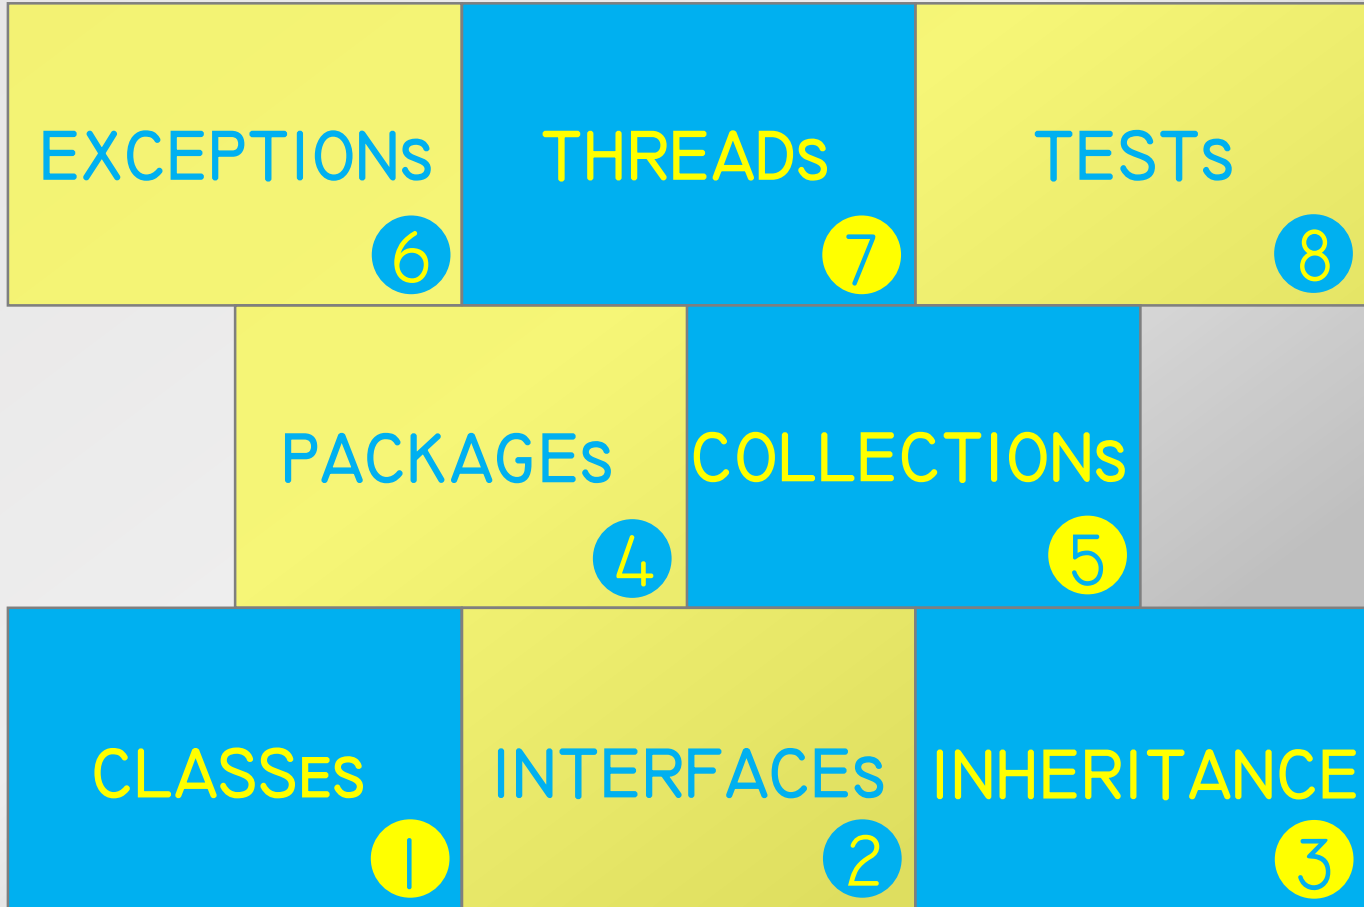 EXCEPTIONs
6
THREADs
7
TESTs
8
PACKAGEs
4
COLLECTIONs
5
CLASSEs
1
INTERFACEs
2
INHERITANCE
3